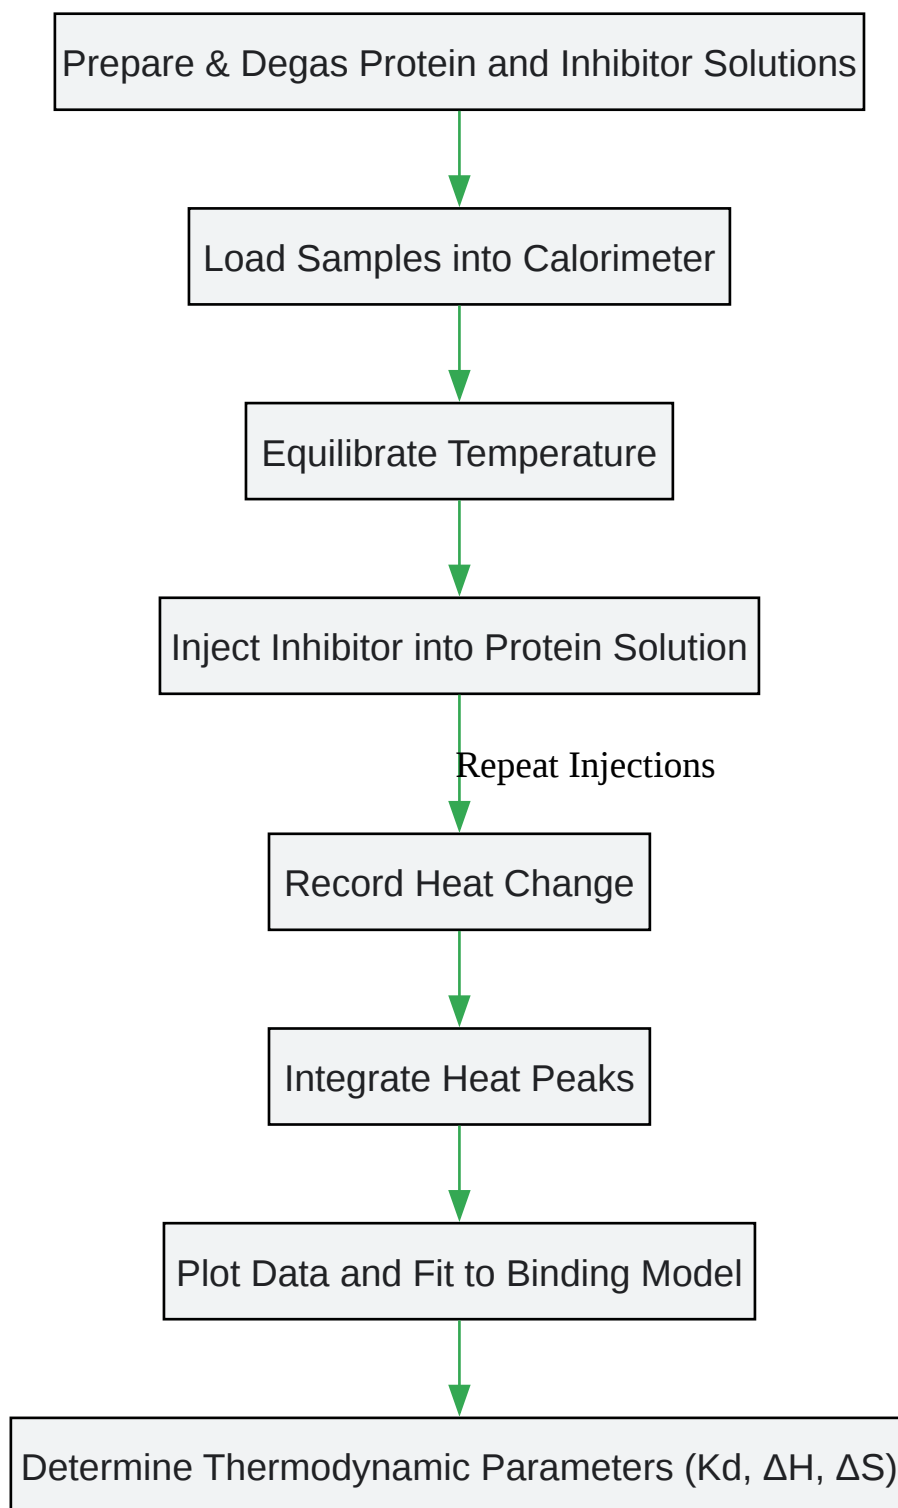 Prepare & Degas Protein and Inhibitor Solutions
Load Samples into Calorimeter
Equilibrate Temperature
Inject Inhibitor into Protein Solution
Repeat Injections
Record Heat Change
Integrate Heat Peaks
Plot Data and Fit to Binding Model
Determine Thermodynamic Parameters (Kd, ΔH, ΔS)